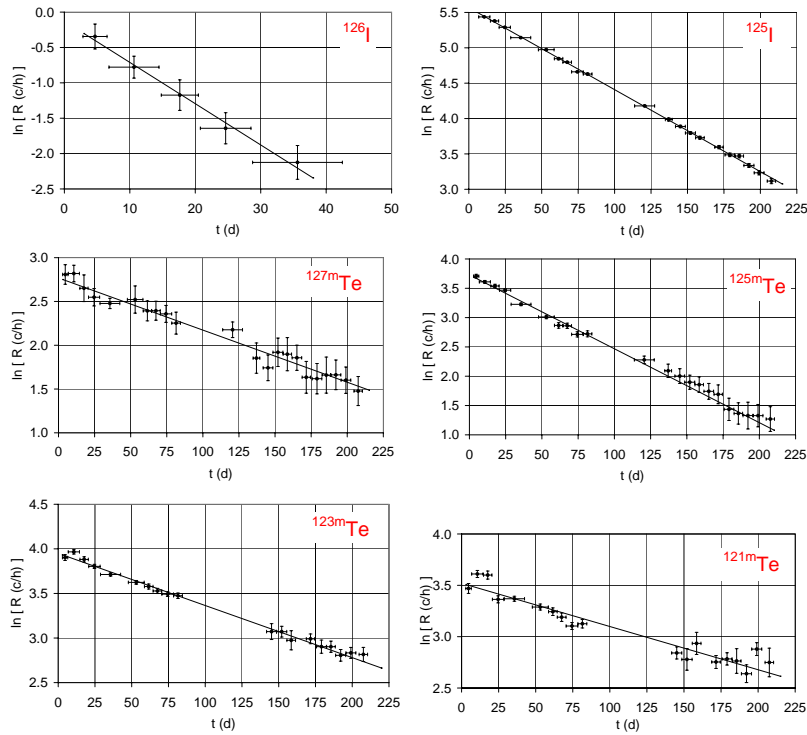 ¹²⁶I
ln [ R (c/h) ]
0.0
-0.5
-1.0
-1.5
-2.0
-2.5
0 10 20 30 40 50
t (d)
¹²⁵I
ln [ R (c/h) ]
5.5
5.0
4.5
4.0
3.5
3.0
0 25 50 75 100 125 150 175 200 225
t (d)
¹²⁷ᵐTe
ln [ R (c/h) ]
3.0
2.5
2.0
1.5
1.0
0 25 50 75 100 125 150 175 200 225
t (d)
¹²⁵ᵐTe
ln [ R (c/h) ]
4.0
3.5
3.0
2.5
2.0
1.5
1.0
0 25 50 75 100 125 150 175 200 225
t (d)
¹²³ᵐTe
ln [ R (c/h) ]
4.5
4.0
3.5
3.0
2.5
0 25 50 75 100 125 150 175 200 225
t (d)
¹²¹ᵐTe
ln [ R (c/h) ]
4.0
3.5
3.0
2.5
0 25 50 75 100 125 150 175 200 225
t (d)